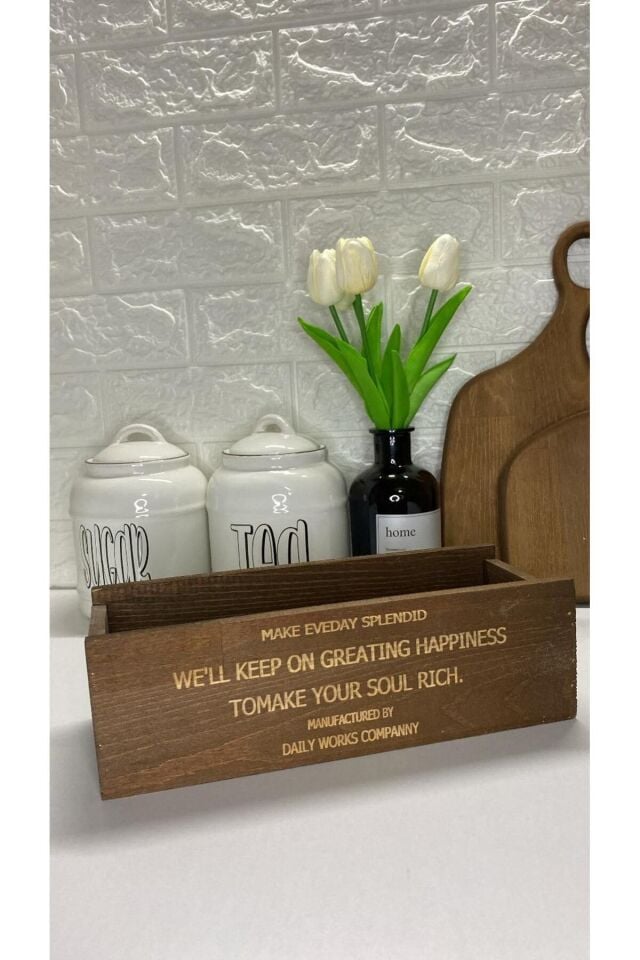 SUGAR
TEA
home
MAKE EVEDAY SPLENDID
WE'LL KEEP ON GREATING HAPPINESS
TOMAKE YOUR SOUL RICH.
MANUFACTURED BY
DAILY WORKS COMPANNY